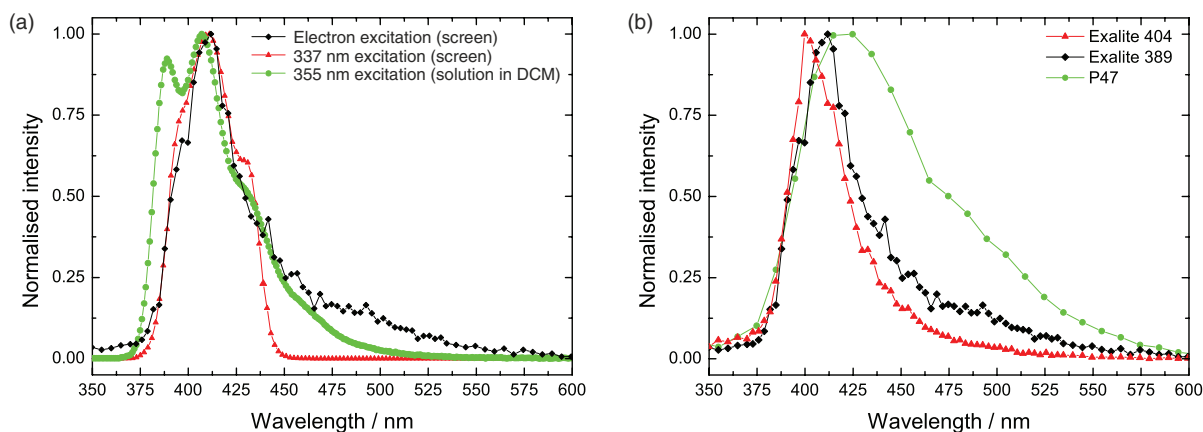 (a)
Electron excitation (screen)
337 nm excitation (screen)
355 nm excitation (solution in DCM)
1.00
0.75
0.50
0.25
0.00
Normalised intensity
350 375 400 425 450 475 500 525 550 575 600
Wavelength / nm
(b)
Exalite 404
Exalite 389
P47
1.00
0.75
0.50
0.25
0.00
Normalised intensity
350 375 400 425 450 475 500 525 550 575 600
Wavelength / nm